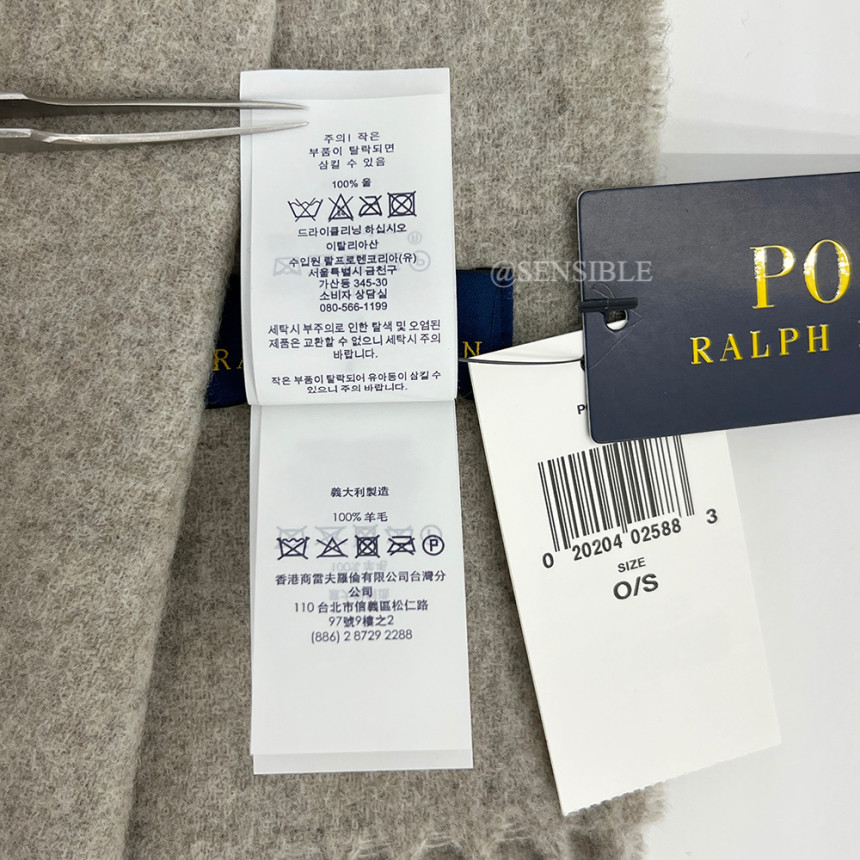 주의! 작은
부품이 탈락되면
삼킬 수 있음
100% 울
드라이클리닝 하십시오
이탈리아산
수입원 랄프로렌코리아(유)
서울특별시 금천구
가산동 345-30
소비자 상담실
080-566-1199
세탁시 부주의로 인한 탈색 및 오염된
제품은 교환할 수 없으니 세탁시 주의
바랍니다.
작은 부품이 탈락되어 유아동이 삼킬 수
있으니 주의 바랍니다.
義大利製造
100% 羊毛
P
香港商雷夫羅倫有限公司台灣分
公司
110 台北市信義區松仁路
97號9樓之2
(886) 2 8729 2288
@SENSIBLE
RA
N
PO
RALPH
PO
0 20204 02588 3
SIZE
O/S